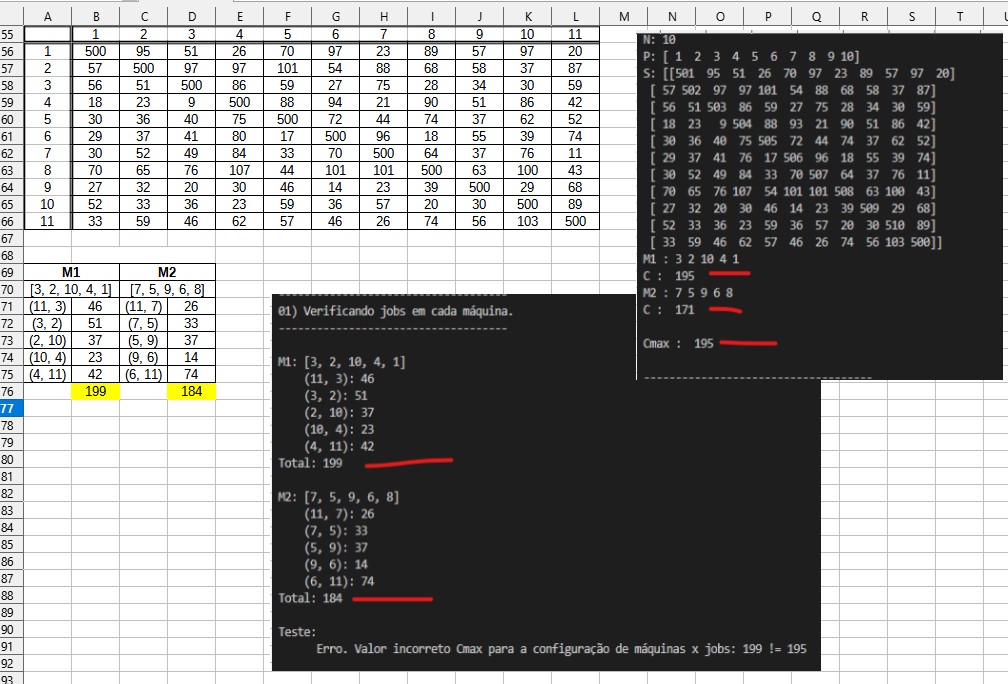 A B C D E F G H I J K L M N O P Q R S T
55 1 2 3 4 5 6 7 8 9 10 11
56 1 500 95 51 26 70 97 23 89 57 97 20
57 2 57 500 97 97 101 54 88 68 58 37 87
58 3 56 51 500 86 59 27 75 28 34 30 59
59 4 18 23 9 500 88 94 21 90 51 86 42
60 5 30 36 40 75 500 72 44 74 37 62 52
61 6 29 37 41 80 17 500 96 18 55 39 74
62 7 30 52 49 84 33 70 500 64 37 76 11
63 8 70 65 76 107 44 101 101 500 63 100 43
64 9 27 32 20 30 46 14 23 39 500 29 68
65 10 52 33 36 23 59 36 57 20 30 500 89
66 11 33 59 46 62 57 46 26 74 56 103 500
67
68
69 M1 M2
70 [3, 2, 10, 4, 1] [7, 5, 9, 6, 8]
71 (11, 3) 46 (11, 7) 26
72 (3, 2) 51 (7, 5) 33
73 (2, 10) 37 (5, 9) 37
74 (10, 4) 23 (9, 6) 14
75 (4, 11) 42 (6, 11) 74
76 199 184
77
78
79
80
81
82
83
84
85
86
87
88
89
90
91
92
93
N: 10
P: [ 1 2 3 4 5 6 7 8 9 10]
S: [[501 95 51 26 70 97 23 89 57 97 20]
[ 57 502 97 97 101 54 88 68 58 37 87]
[ 56 51 503 86 59 27 75 28 34 30 59]
[ 18 23 9 504 88 93 21 90 51 86 42]
[ 30 36 40 75 505 72 44 74 37 62 52]
[ 29 37 41 76 17 506 96 18 55 39 74]
[ 30 52 49 84 33 70 507 64 37 76 11]
[ 70 65 76 107 54 101 101 508 63 100 43]
[ 27 32 20 30 46 14 23 39 509 29 68]
[ 52 33 36 23 59 36 57 20 30 510 89]
[ 33 59 46 62 57 46 26 74 56 103 500]]
M1 : 3 2 10 4 1
C : 195
M2 : 7 5 9 6 8
C : 171
Cmax : 195
-----------------------------------
-----------------------------------
01) Verificando jobs em cada máquina.
-----------------------------------
M1: [3, 2, 10, 4, 1]
(11, 3): 46
(3, 2): 51
(2, 10): 37
(10, 4): 23
(4, 11): 42
Total: 199
M2: [7, 5, 9, 6, 8]
(11, 7): 26
(7, 5): 33
(5, 9): 37
(9, 6): 14
(6, 11): 74
Total: 184
Teste:
Erro. Valor incorreto Cmax para a configuração de máquinas x jobs: 199 != 195